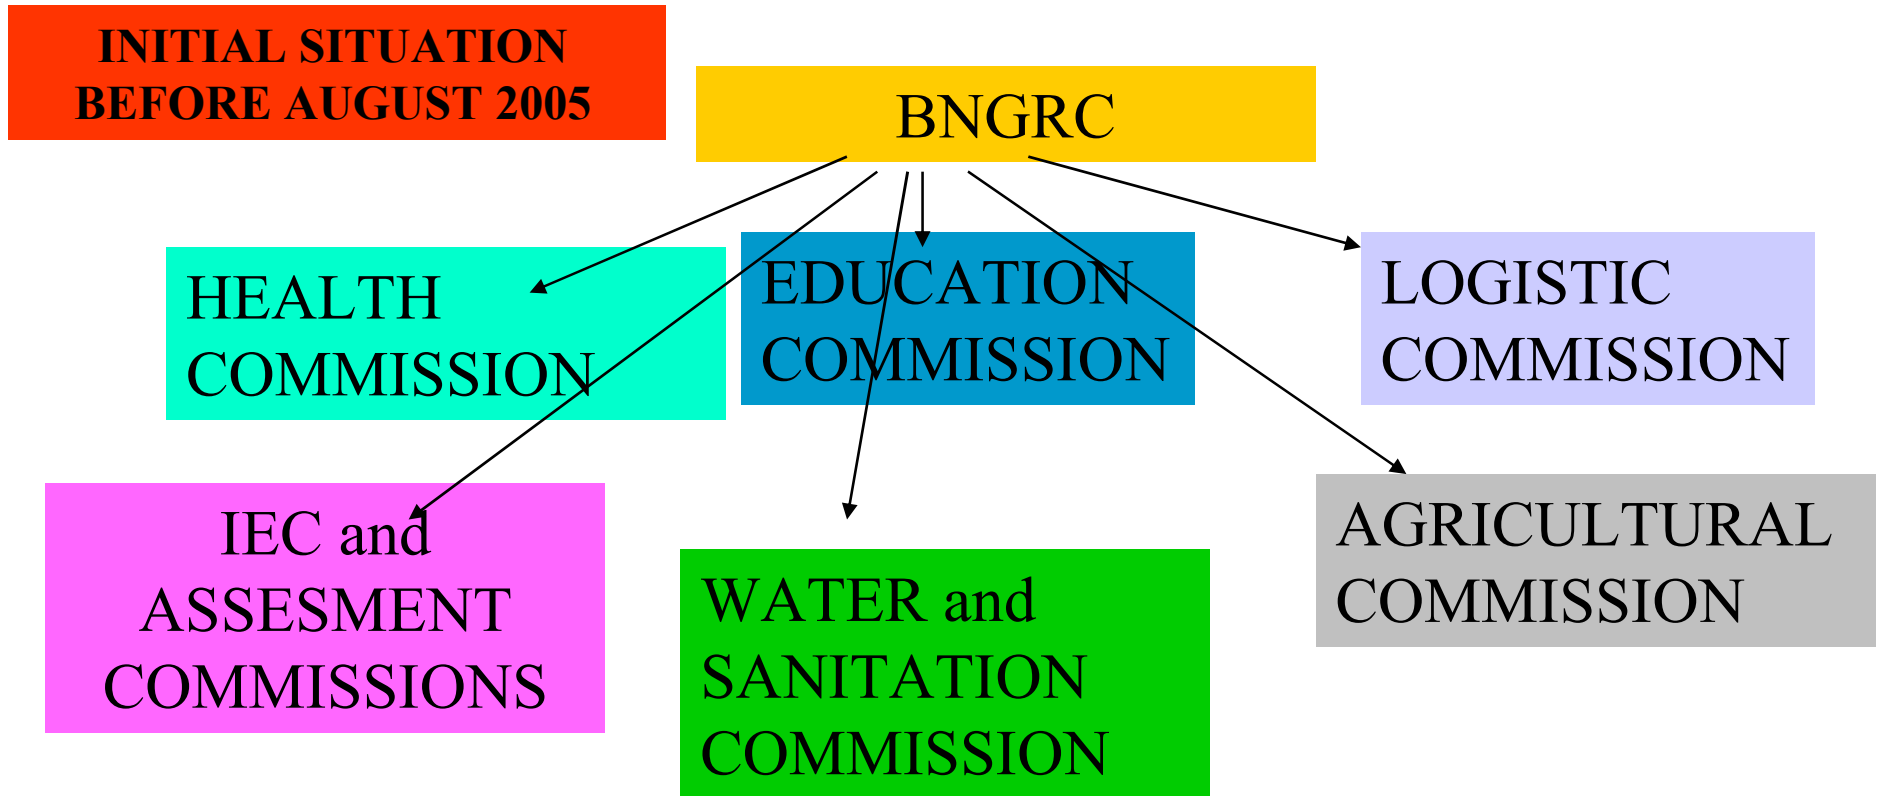 INITIAL SITUATION
BEFORE AUGUST 2005
BNGRC
HEALTH
COMMISSION
EDUCATION
COMMISSION
LOGISTIC
COMMISSION
IEC and
ASSESMENT
COMMISSIONS
WATER and
SANITATION
COMMISSION
AGRICULTURAL
COMMISSION